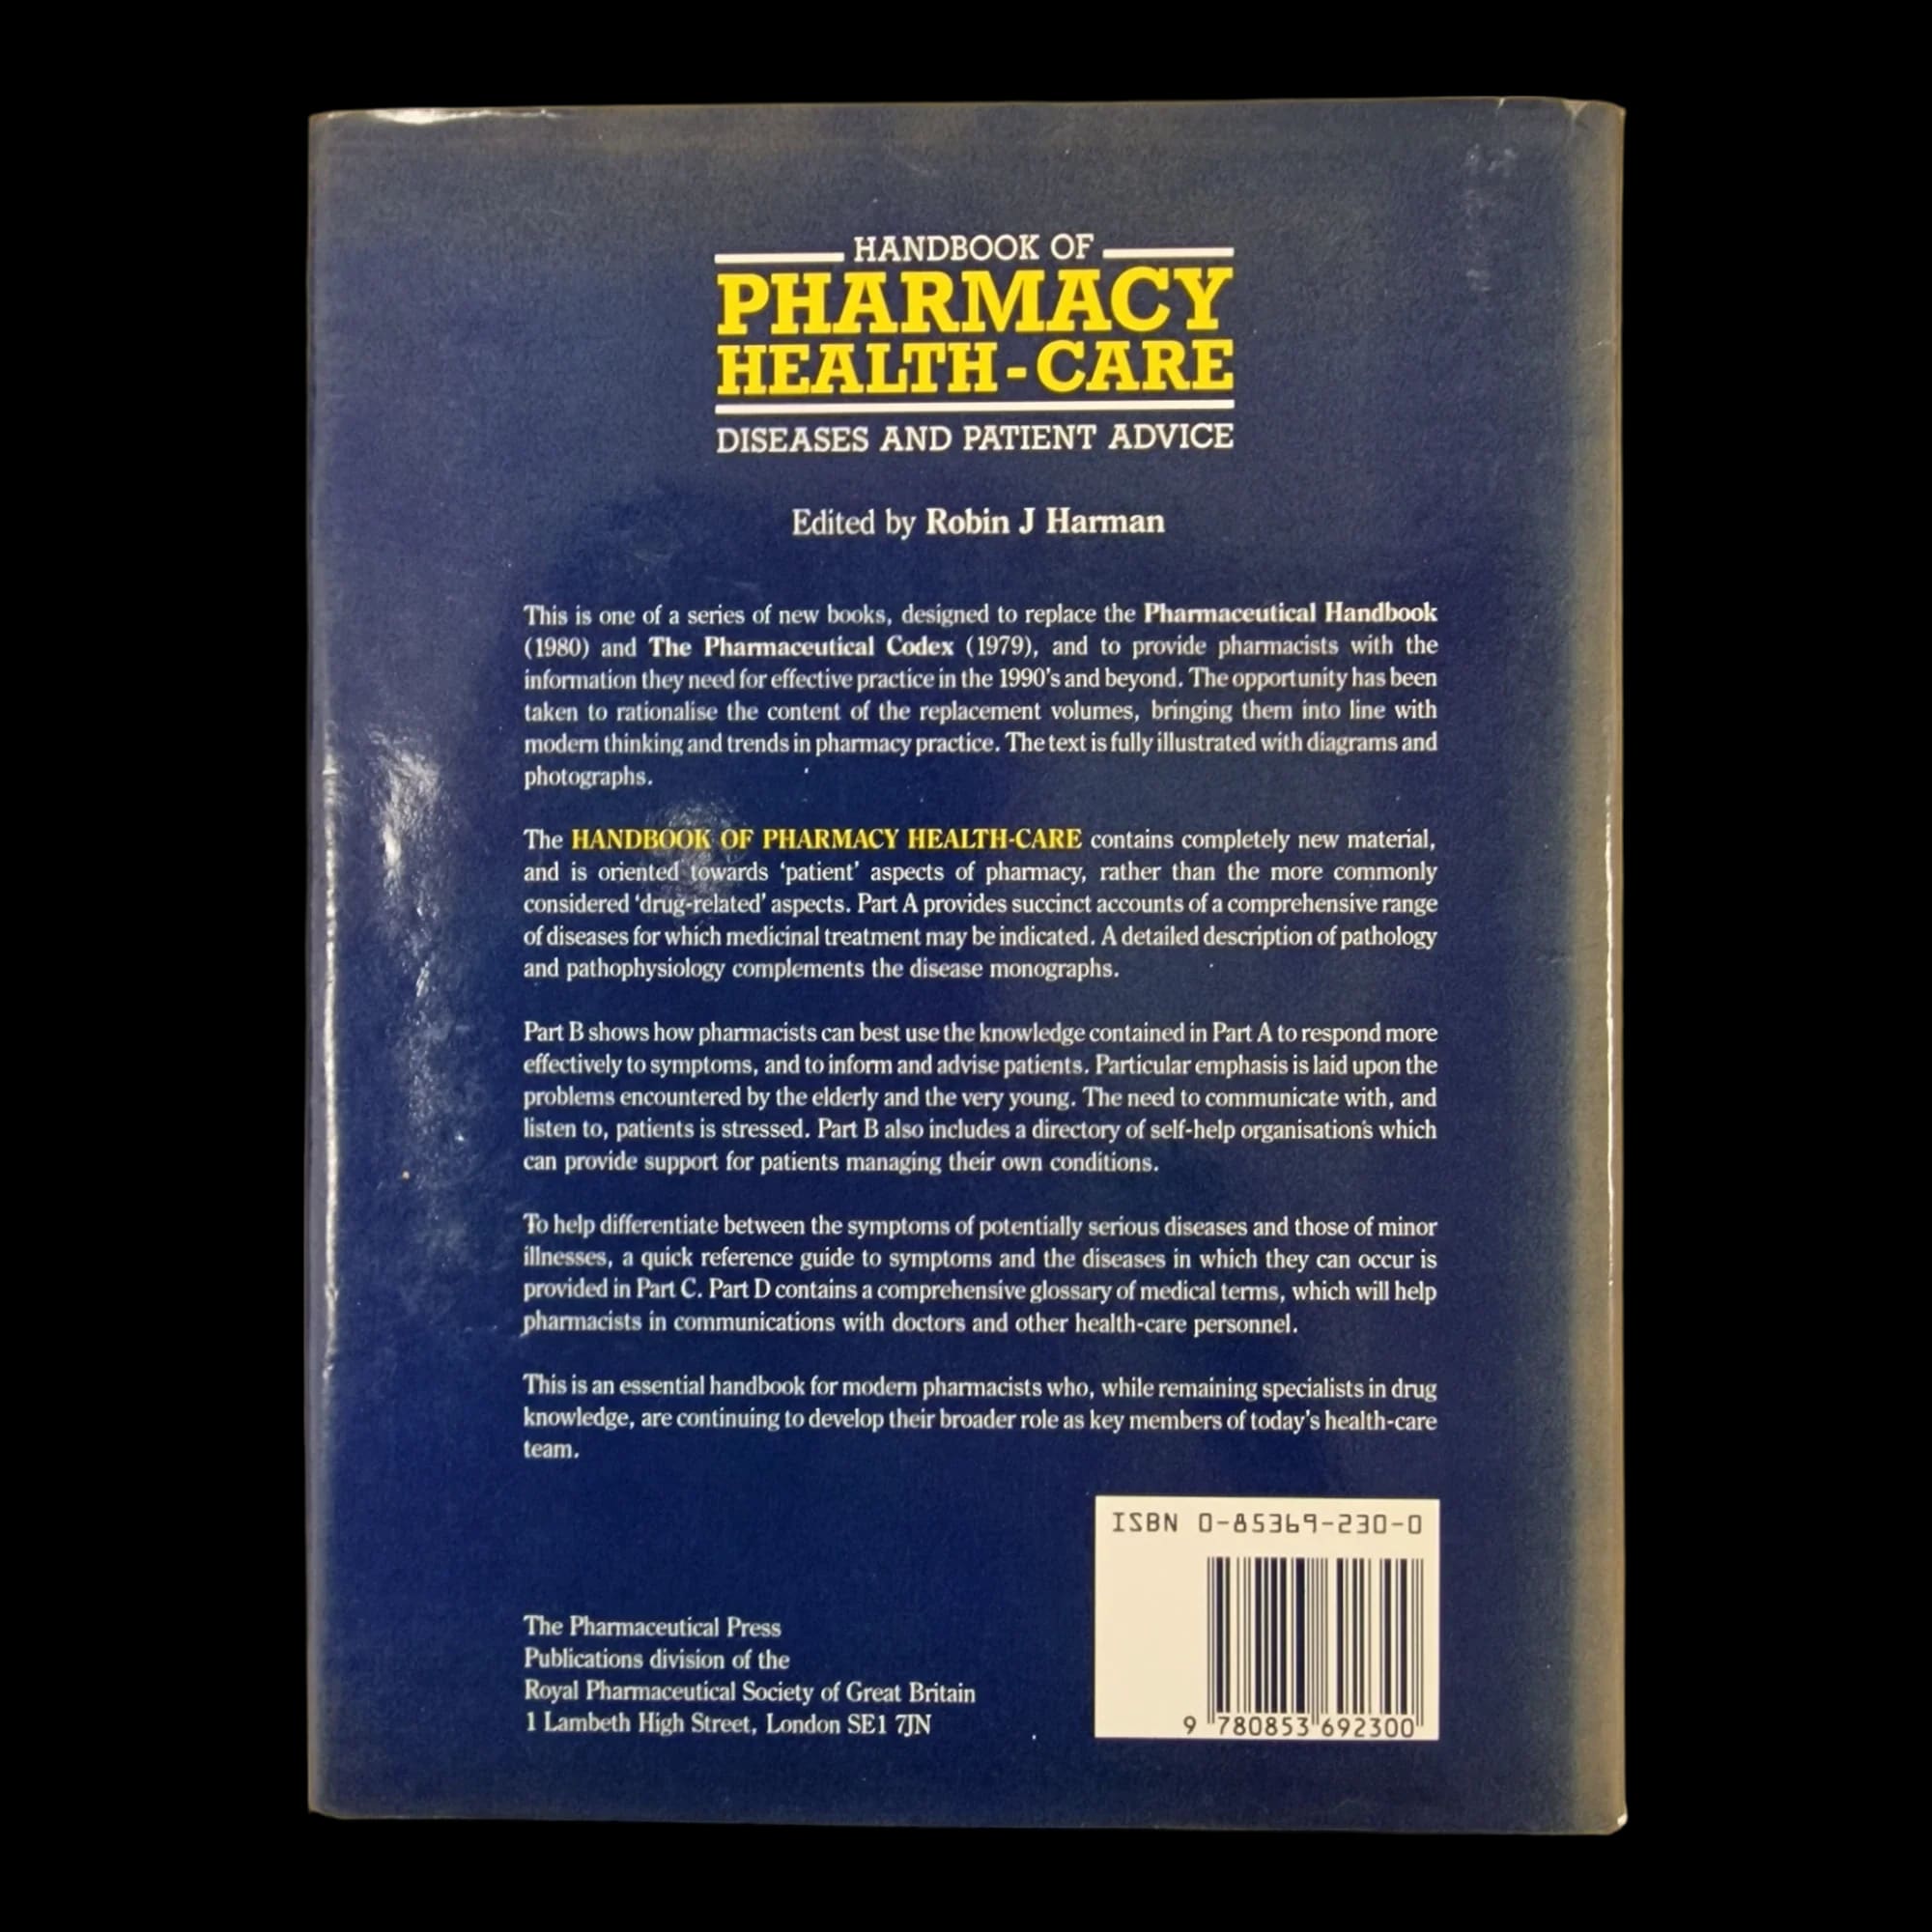 HANDBOOK OF
PHARMACY
HEALTH-CARE
DISEASES AND PATIENT ADVICE
Edited by Robin J Harman
This is one of a series of new books, designed to replace the Pharmaceutical Handbook
(1980) and The Pharmaceutical Codex (1979), and to provide pharmacists with the
information they need for effective practice in the 1990's and beyond. The opportunity has been
taken to rationalise the content of the replacement volumes, bringing them into line with
modern thinking and trends in pharmacy practice. The text is fully illustrated with diagrams and
photographs.
The HANDBOOK OF PHARMACY HEALTH-CARE contains completely new material,
and is oriented towards 'patient' aspects of pharmacy, rather than the more commonly
considered 'drug-related' aspects. Part A provides succinct accounts of a comprehensive range
of diseases for which medicinal treatment may be indicated. A detailed description of pathology
and pathophysiology complements the disease monographs.
Part B shows how pharmacists can best use the knowledge contained in Part A to respond more
effectively to symptoms, and to inform and advise patients. Particular emphasis is laid upon the
problems encountered by the elderly and the very young. The need to communicate with, and
listen to, patients is stressed. Part B also includes a directory of self-help organisations which
can provide support for patients managing their own conditions.
To help differentiate between the symptoms of potentially serious diseases and those of minor
illnesses, a quick reference guide to symptoms and the diseases in which they can occur is
provided in Part C. Part D contains a comprehensive glossary of medical terms, which will help
pharmacists in communications with doctors and other health-care personnel.
This is an essential handbook for modern pharmacists who, while remaining specialists in drug
knowledge, are continuing to develop their broader role as key members of today's health-care
team.
ISBN 0-85369-230-0
9 780853 692300
The Pharmaceutical Press
Publications division of the
Royal Pharmaceutical Society of Great Britain
1 Lambeth High Street, London SE1 7JN